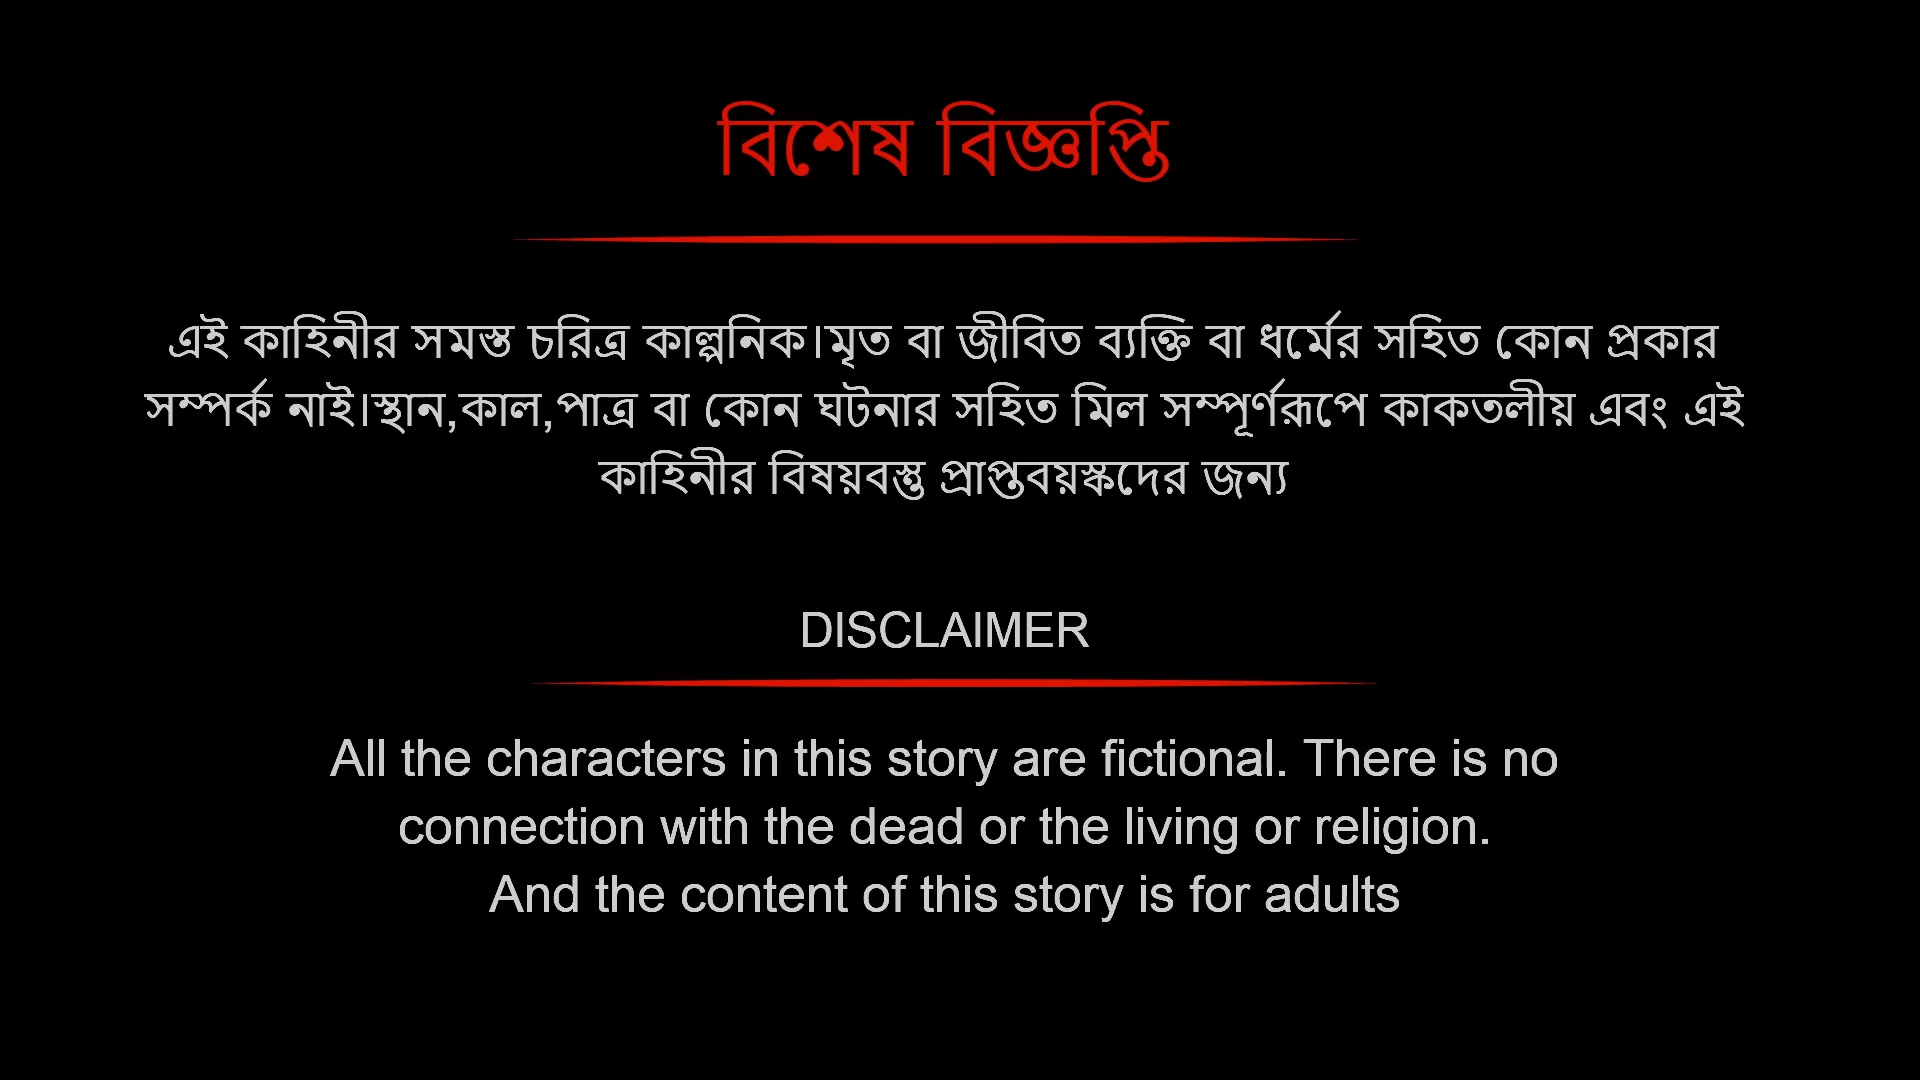 বিশেষ বিজ্ঞপ্তি
এই কাহিনীর সমস্ত চরিত্র কাল্পনিক।মৃত বা জীবিত ব্যক্তি বা ধর্মের সহিত কোন প্রকার
সম্পর্ক নাই।স্থান,কাল,পাত্র বা কোন ঘটনার সহিত মিল সম্পূর্ণরূপে কাকতলীয় এবং এই
কাহিনীর বিষয়বস্তু প্রাপ্তবয়স্কদের জন্য
DISCLAIMER
All the characters in this story are fictional. There is no
connection with the dead or the living or religion.
And the content of this story is for adults